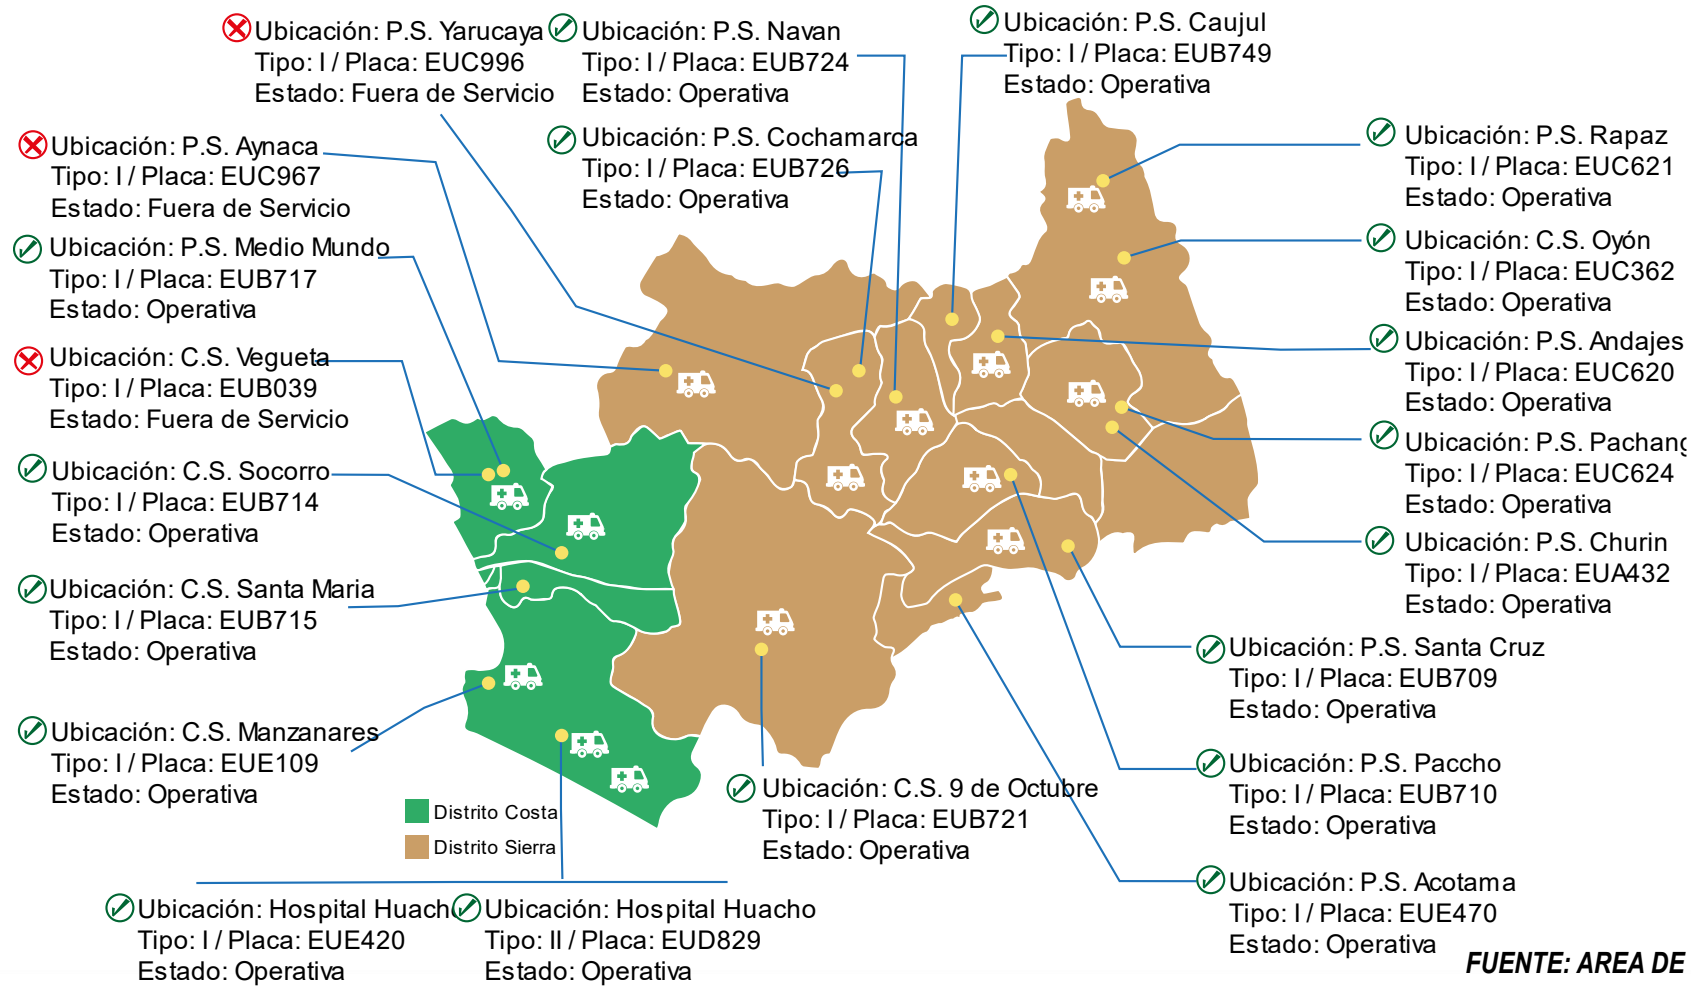 Ubicación: P.S. Yarucaya
Tipo: I / Placa: EUC996
Estado: Fuera de Servicio
Ubicación: P.S. Navan
Tipo: I / Placa: EUB724
Estado: Operativa
Ubicación: P.S. Caujul
Tipo: I / Placa: EUB749
Estado: Operativa
Ubicación: P.S. Aynaca
Tipo: I / Placa: EUC967
Estado: Fuera de Servicio
Ubicación: P.S. Cochamarca
Tipo: I / Placa: EUB726
Estado: Operativa
Ubicación: P.S. Rapaz
Tipo: I / Placa: EUC621
Estado: Operativa
Ubicación: P.S. Medio Mundo
Tipo: I / Placa: EUB717
Estado: Operativa
Ubicación: C.S. Oyón
Tipo: I / Placa: EUC362
Estado: Operativa
Ubicación: C.S. Vegueta
Tipo: I / Placa: EUB039
Estado: Fuera de Servicio
Ubicación: P.S. Andajes
Tipo: I / Placa: EUC620
Estado: Operativa
Ubicación: C.S. Socorro
Tipo: I / Placa: EUB714
Estado: Operativa
Ubicación: P.S. Pachang
Tipo: I / Placa: EUC624
Estado: Operativa
Ubicación: P.S. Churin
Tipo: I / Placa: EUA432
Estado: Operativa
Ubicación: C.S. Santa Maria
Tipo: I / Placa: EUB715
Estado: Operativa
Ubicación: P.S. Santa Cruz
Tipo: I / Placa: EUB709
Estado: Operativa
Ubicación: C.S. Manzanares
Tipo: I / Placa: EUE109
Estado: Operativa
Ubicación: P.S. Paccho
Tipo: I / Placa: EUB710
Estado: Operativa
Ubicación: C.S. 9 de Octubre
Tipo: I / Placa: EUB721
Estado: Operativa
Distrito Costa
Distrito Sierra
Ubicación: P.S. Acotama
Tipo: I / Placa: EUE470
Estado: Operativa
Ubicación: Hospital Huacho
Tipo: I / Placa: EUE420
Estado: Operativa
Ubicación: Hospital Huacho
Tipo: II / Placa: EUD829
Estado: Operativa
FUENTE: AREA DE